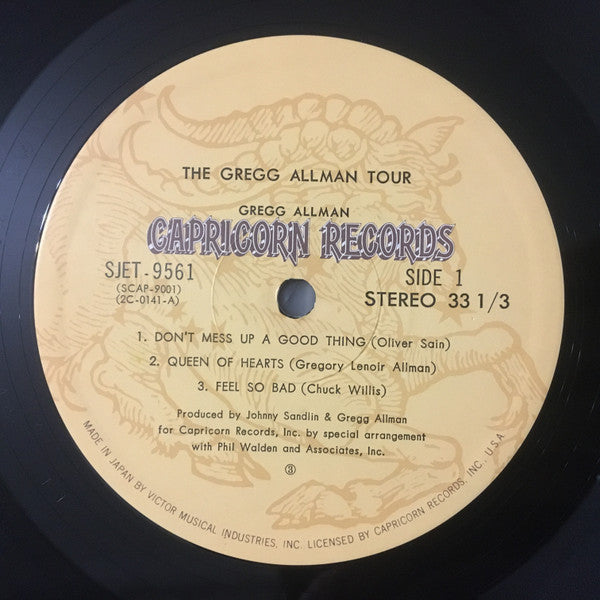 THE GREGG ALLMAN TOUR
GREGG ALLMAN
CAPRICORN RECORDS
SJET-9561
(SCAP-9001)
(2C-0141-A)
SIDE 1
STEREO 33 1/3
1. DON'T MESS UP A GOOD THING (Oliver Sain)
2. QUEEN OF HEARTS (Gregory Lenoir Allman)
3. FEEL SO BAD (Chuck Willis)
Produced by Johnny Sandlin & Gregg Allman
for Capricorn Records, Inc. by special arrangement
with Phil Walden and Associates, Inc.
③
MADE IN JAPAN BY VICTOR MUSICAL INDUSTRIES, INC. LICENSED BY CAPRICORN RECORDS, INC., U.S.A.